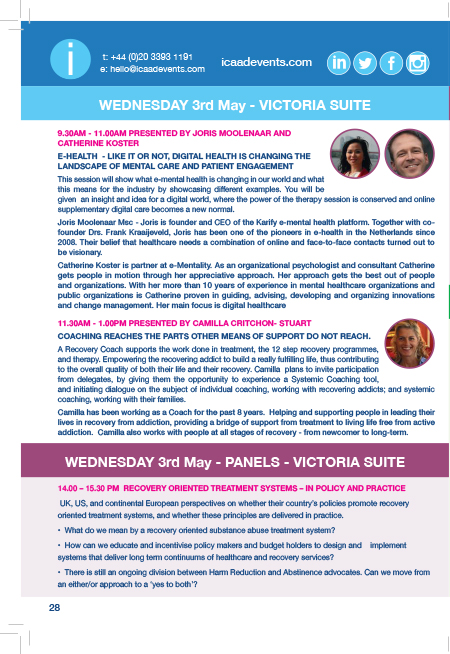 i
t: +44 (0)20 3393 1191
e: hello@icaadevents.com
icaadevents.com
in
f
WEDNESDAY 3rd May - VICTORIA SUITE
9.30AM - 11.00AM PRESENTED BY JORIS MOOLENAAR AND
CATHERINE KOSTER
E-HEALTH - LIKE IT OR NOT, DIGITAL HEALTH IS CHANGING THE
LANDSCAPE OF MENTAL CARE AND PATIENT ENGAGEMENT
This session will show what e-mental health is changing in our world and what
this means for the industry by showcasing different examples. You will be
given an insight and idea for a digital world, where the power of the therapy session is conserved and online
supplementary digital care becomes a new normal.
Joris Moolenaar Msc - Joris is founder and CEO of the Karify e-mental health platform. Together with co-
founder Drs. Frank Kraaijeveld, Joris has been one of the pioneers in e-health in the Netherlands since
2008. Their belief that healthcare needs a combination of online and face-to-face contacts turned out to
be visionary.
Catherine Koster is partner at e-Mentality. As an organizational psychologist and consultant Catherine
gets people in motion through her appreciative approach. Her approach gets the best out of people
and organizations. With her more than 10 years of experience in mental healthcare organizations and
public organizations is Catherine proven in guiding, advising, developing and organizing innovations
and change management. Her main focus is digital healthcare
11.30AM - 1.00PM PRESENTED BY CAMILLA CRITCHON- STUART
COACHING REACHES THE PARTS OTHER MEANS OF SUPPORT DO NOT REACH.
A Recovery Coach supports the work done in treatment, the 12 step recovery programmes,
and therapy. Empowering the recovering addict to build a really fulfilling life, thus contributing
to the overall quality of both their life and their recovery. Camilla plans to invite participation
from delegates, by giving them the opportunity to experience a Systemic Coaching tool,
and initiating dialogue on the subject of individual coaching, working with recovering addicts; and systemic
coaching, working with their families.
Camilla has been working as a Coach for the past 8 years. Helping and supporting people in leading their
lives in recovery from addiction, providing a bridge of support from treatment to living life free from active
addiction. Camilla also works with people at all stages of recovery - from newcomer to long-term.
WEDNESDAY 3rd May - PANELS - VICTORIA SUITE
14.00 – 15.30 PM RECOVERY ORIENTED TREATMENT SYSTEMS – IN POLICY AND PRACTICE
UK, US, and continental European perspectives on whether their country's policies promote recovery
oriented treatment systems, and whether these principles are delivered in practice.
• What do we mean by a recovery oriented substance abuse treatment system?
• How can we educate and incentivise policy makers and budget holders to design and implement
systems that deliver long term continuums of healthcare and recovery services?
• There is still an ongoing division between Harm Reduction and Abstinence advocates. Can we move from
an either/or approach to a 'yes to both'?
28